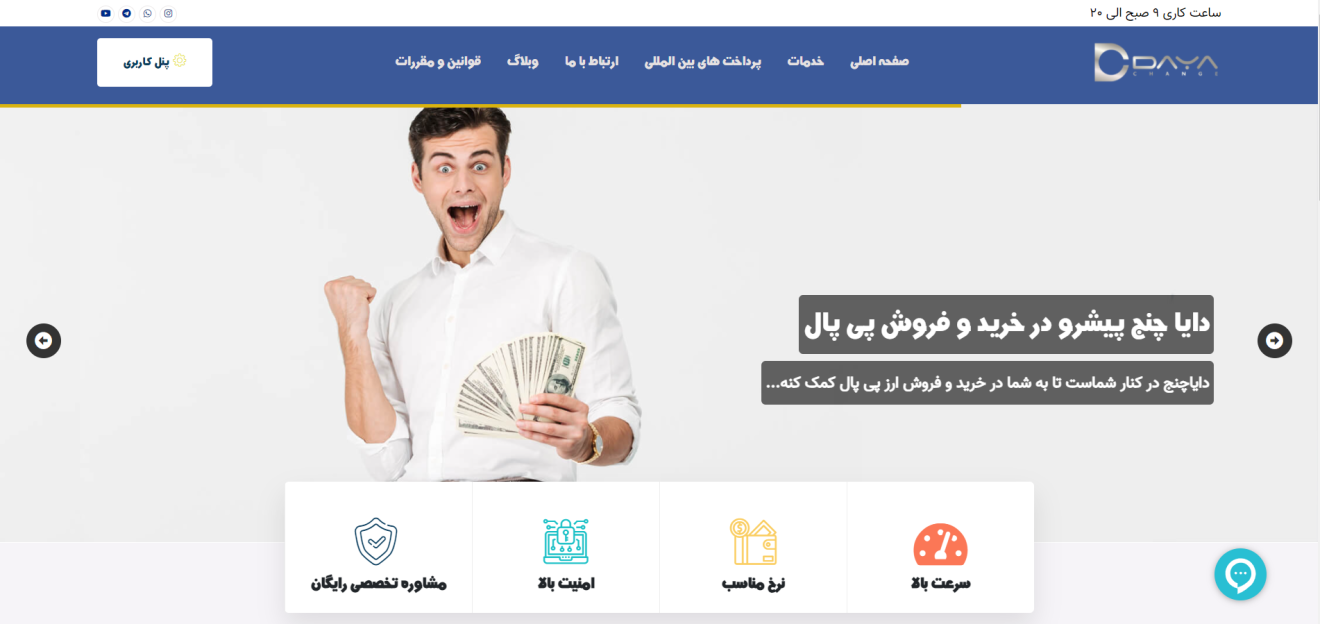 ساعت کاری ۹ صبح الی ۲۰
DAYA
CHANGE
صفحه اصلی
خدمات
پرداخت های بین المللی
ارتباط با ما
وبلاگ
قوانین و مقررات
پنل کاربری
دایا چنج پیشرو در خرید و فروش پی پال
دایاچنج در کنار شماست تا به شما در خرید و فروش ارز پی پال کمک کنه...
سرعت بالا
نرخ مناسب
امنیت بالا
مشاوره تخصصی رایگان